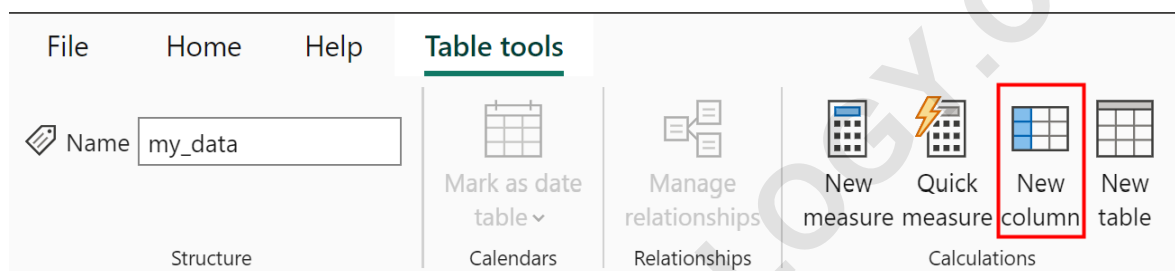 File Home Help Table tools
Name my_data
Mark as date
table
Manage
relationships
New
measure
Quick
measure
New
column
New
table
Structure Calendars Relationships Calculations
LOGY.O